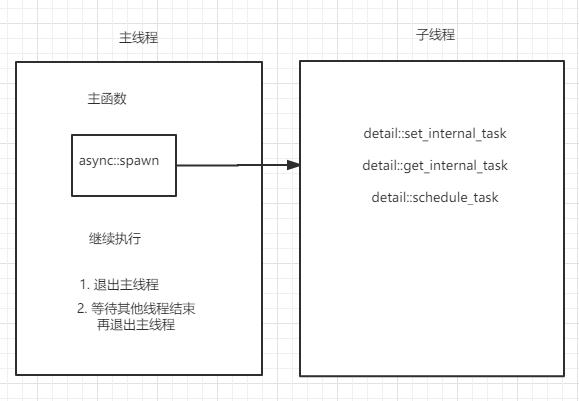 主线程
主函数
async::spawn
继续执行
1. 退出主线程
2. 等待其他线程结束
再退出主线程
子线程
detail::set_internal_task
detail::get_internal_task
detail::schedule_task